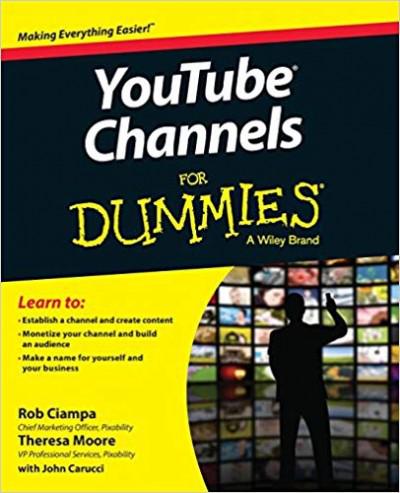 Making Everything Easier!™
YouTube®
Channels
FOR
DUMMIES®
A Wiley Brand
Learn to:
• Establish a channel and create content
• Monetize your channel and build
an audience
• Make a name for yourself and
your business
Rob Ciampa
Chief Marketing Officer, Pixability
Theresa Moore
VP Professional Services, Pixability
with John Carucci